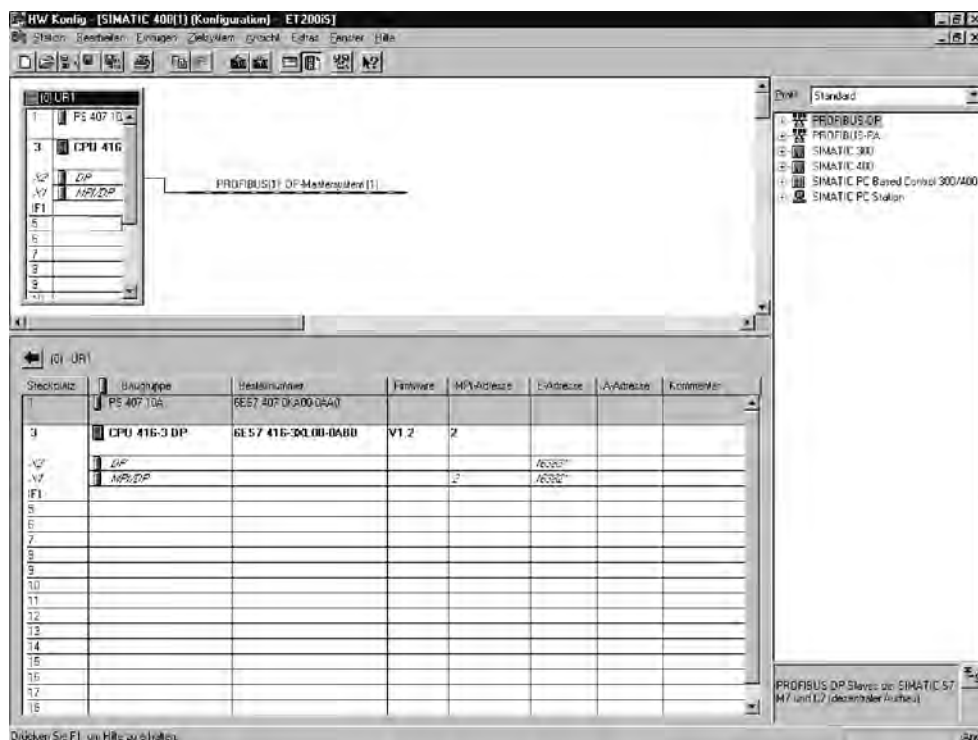 HW Konfig - [SIMATIC 400(1) (Konfiguration) -- ET200iS]
Station Bearbeiten Einfügen Zielsystem Ansicht Extras Fenster Hilfe
(0) UR1
1 PS 407 10
3 CPU 416
X2 DP
X1 MPI/DP
IF1
5
6
7
8
9
PROFIBUS(1): DP-Mastersystem (1)
Profil Standard
PROFIBUS-DP
PROFIBUS-PA
SIMATIC 300
SIMATIC 400
SIMATIC PC Based Control 300/400
SIMATIC PC Station
(0) UR1
Steckplatz Baugruppe Bestellnummer Firmware MPI-Adresse E-Adresse A-Adresse Kommentar
1 PS 407 10A 6ES7 407-0KA00-0AA0
3 CPU 416-3 DP 6ES7 416-3XL00-0AB0 V1.2 2
X2 DP 16383*
X1 MPI/DP 2 16382*
IF1
5
6
7
8
9
10
11
12
13
14
15
16
17
18
PROFIBUS-DP-Slaves der SIMATIC S7,
M7 und C7 (dezentraler Aufbau)
Drücken Sie F1, um Hilfe zu erhalten.